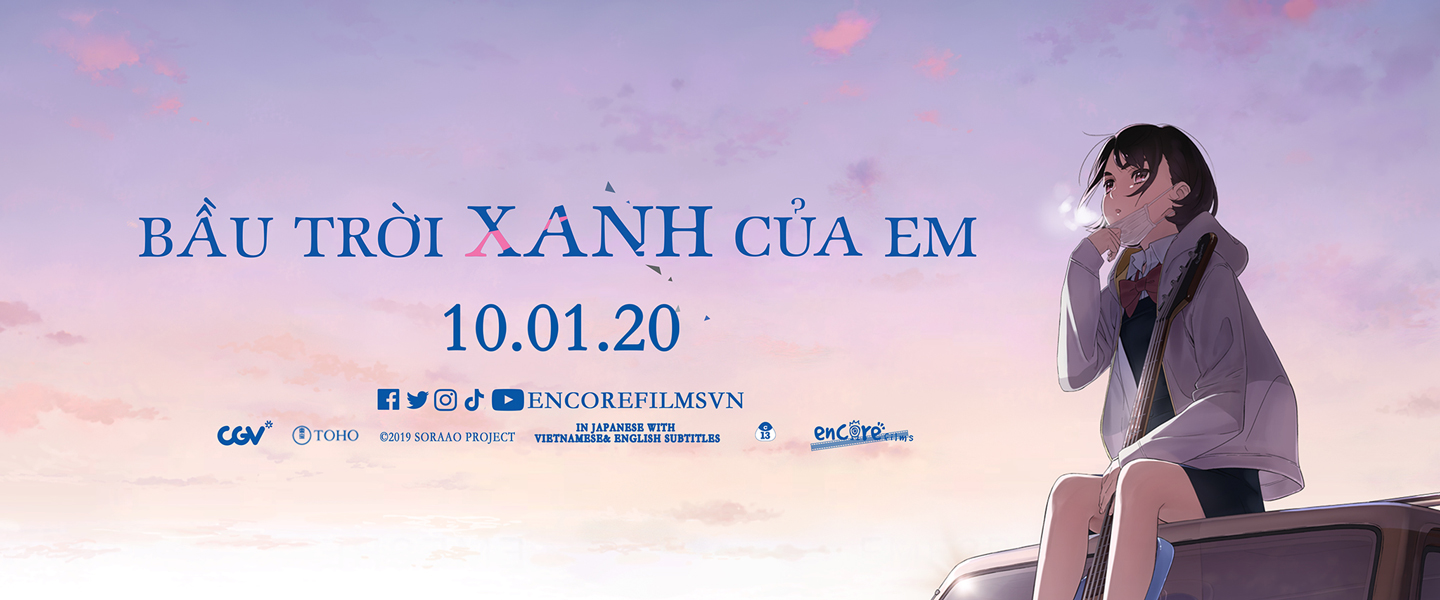 BẦU TRỜI XANH CỦA EM
10.01.20
ENCOREFILMSVN
CGV TOHO ©2019 SORAAO PROJECT
IN JAPANESE WITH
VIETNAMESE& ENGLISH SUBTITLES
C
13
encore films